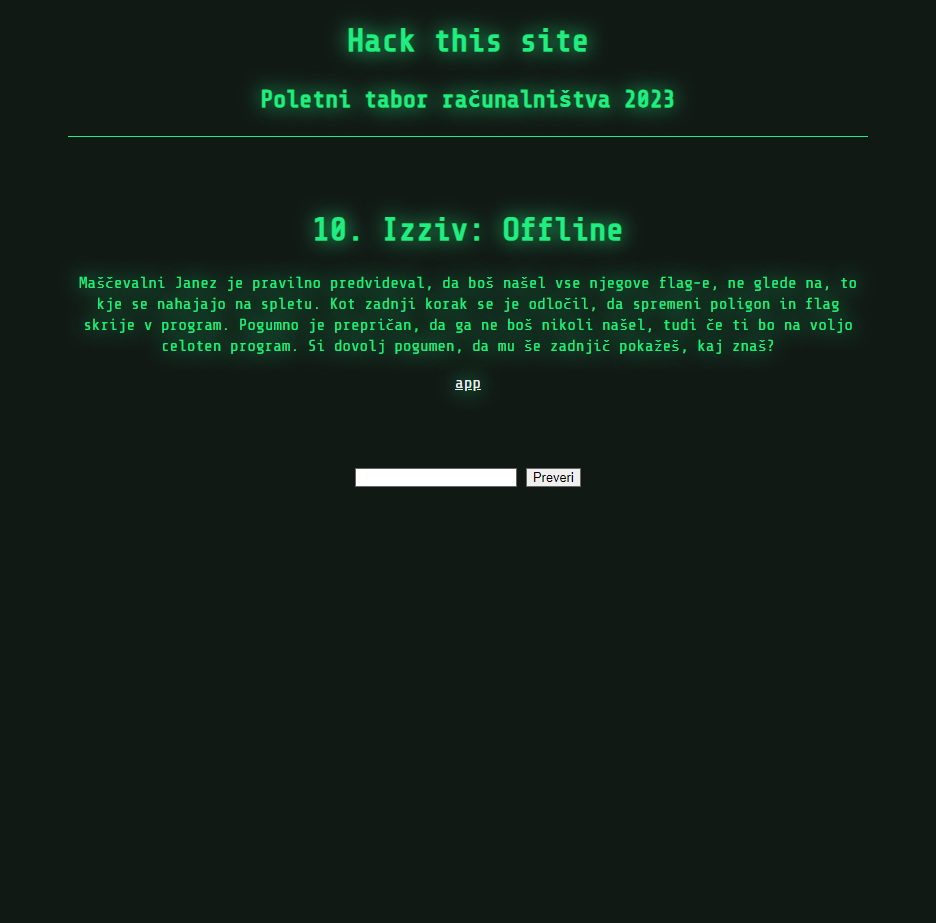 Hack this site
Poletni tabor računalništva 2023
10. Izziv: Offline
Maščevalni Janez je pravilno predvideval, da boš našel vse njegove flag-e, ne glede na, to
kje se nahajajo na spletu. Kot zadnji korak se je odločil, da spremeni poligon in flag
skrije v program. Pogumno je prepričan, da ga ne boš nikoli našel, tudi če ti bo na voljo
celoten program. Si dovolj pogumen, da mu še zadnjič pokažeš, kaj znaš?
app
Preveri